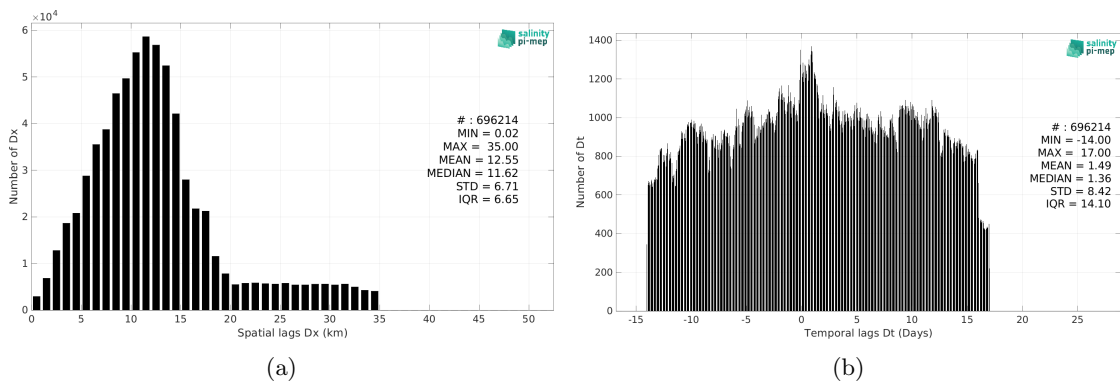 ×10⁴
6
5
4
3
2
1
0
Number of Dx
0 5 10 15 20 25 30 35 40 45 50
Spatial lags Dx (km)
salinity
pi-mep
# : 696214
MIN = 0.02
MAX = 35.00
MEAN = 12.55
MEDIAN = 11.62
STD = 6.71
IQR = 6.65
(a)
1400
1200
1000
800
600
400
200
0
Number of Dt
-15 -10 -5 0 5 10 15 20 25
Temporal lags Dt (Days)
salinity
pi-mep
# : 696214
MIN = -14.00
MAX = 17.00
MEAN = 1.49
MEDIAN = 1.36
STD = 8.42
IQR = 14.10
(b)